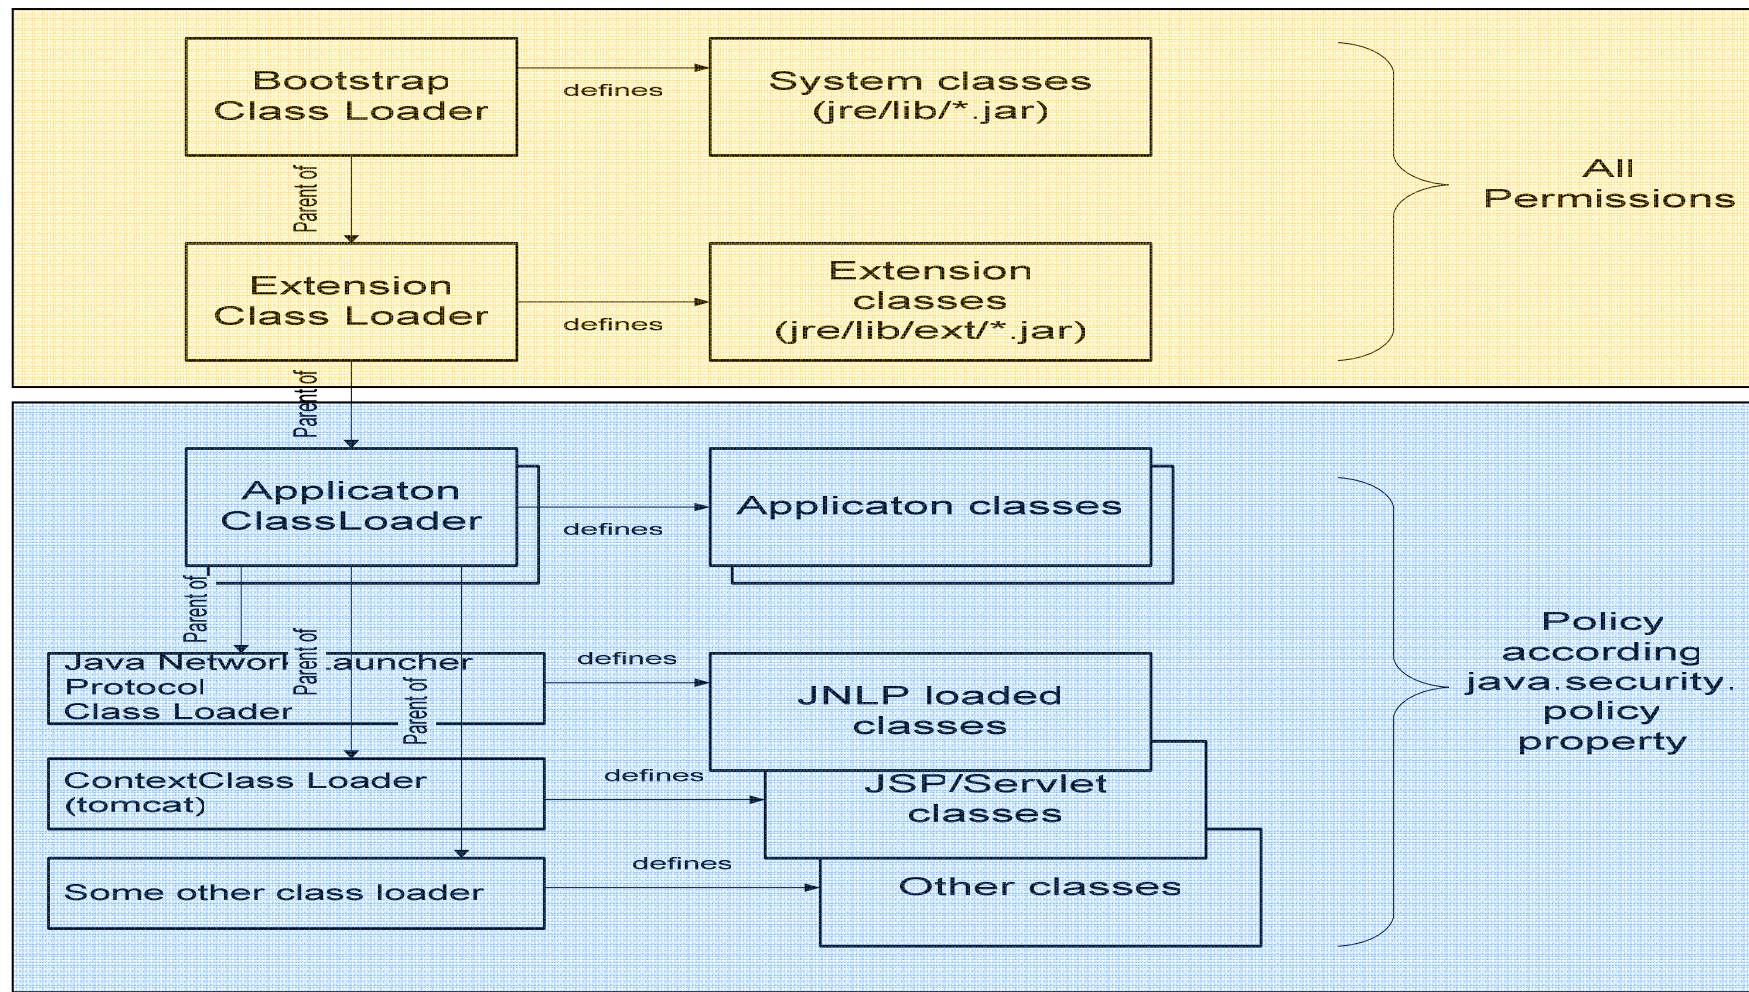 Bootstrap
Class Loader
defines
System classes
(jre/lib/*.jar)
All
Permissions
Parent of
Extension
Class Loader
defines
Extension
classes
(jre/lib/ext/*.jar)
Parent of
Applicaton
ClassLoader
defines
Applicaton classes
Parent of
Parent of
Parent of
Java Network Launcher
Protocol
Class Loader
defines
JNLP loaded
classes
Policy
according
java.security.
policy
property
ContextClass Loader
(tomcat)
defines
JSP/Servlet
classes
Some other class loader
defines
Other classes